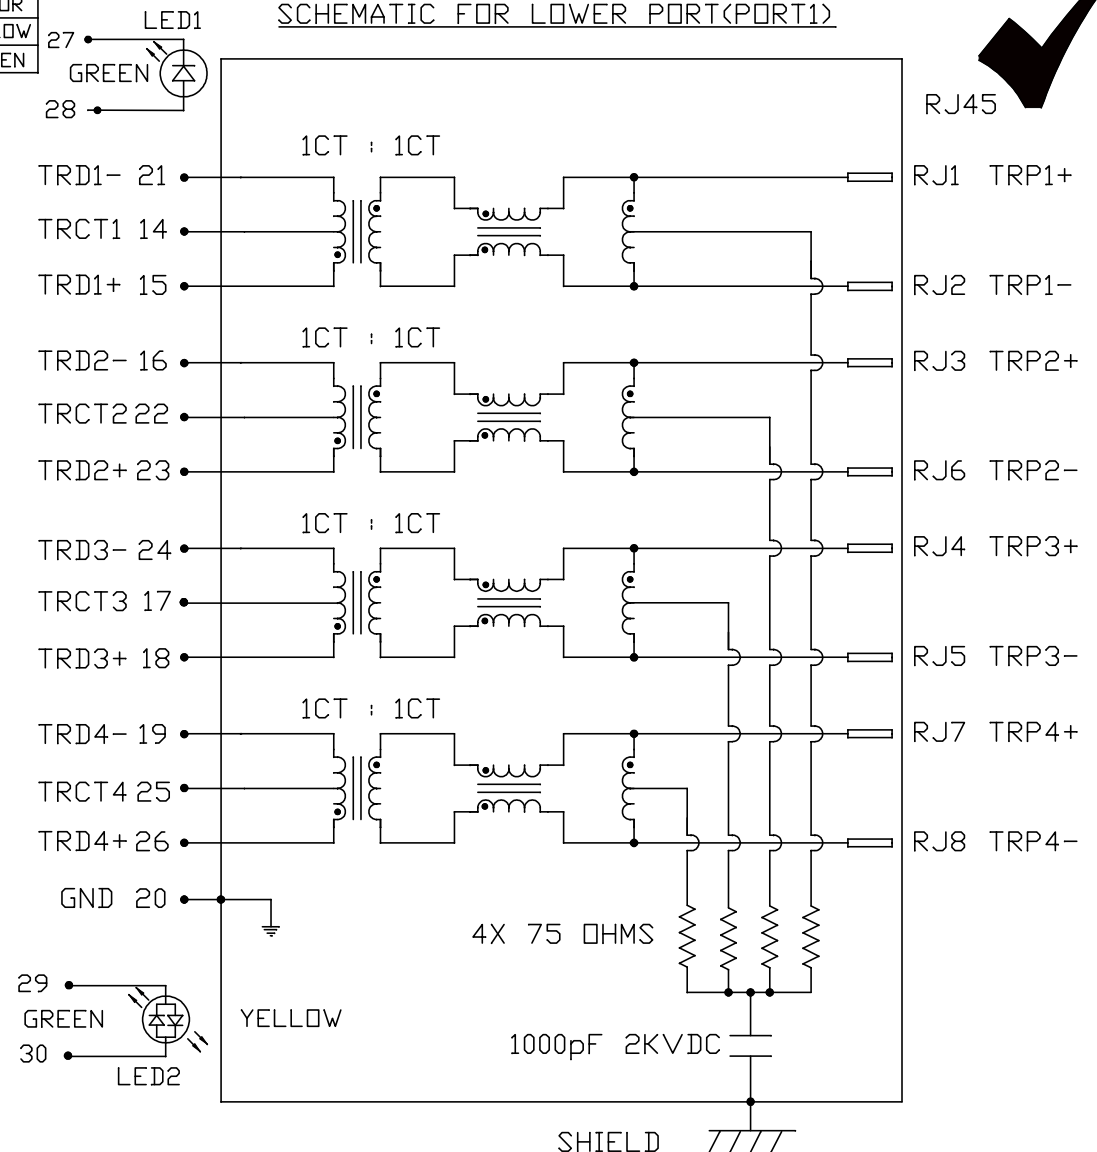 SCHEMATIC FOR LOWER PORT(PORT1)
OR
LOW
EEN
LED1
27
GREEN
28
RJ45
1CT : 1CT
TRD1- 21
RJ1 TRP1+
TRCT1 14
TRD1+ 15
RJ2 TRP1-
1CT : 1CT
TRD2- 16
RJ3 TRP2+
TRCT2 22
TRD2+ 23
RJ6 TRP2-
1CT : 1CT
TRD3- 24
RJ4 TRP3+
TRCT3 17
TRD3+ 18
RJ5 TRP3-
1CT : 1CT
TRD4- 19
RJ7 TRP4+
TRCT4 25
TRD4+ 26
RJ8 TRP4-
GND 20
4X 75 OHMS
29
GREEN
YELLOW
30
LED2
1000pF 2KVDC
SHIELD